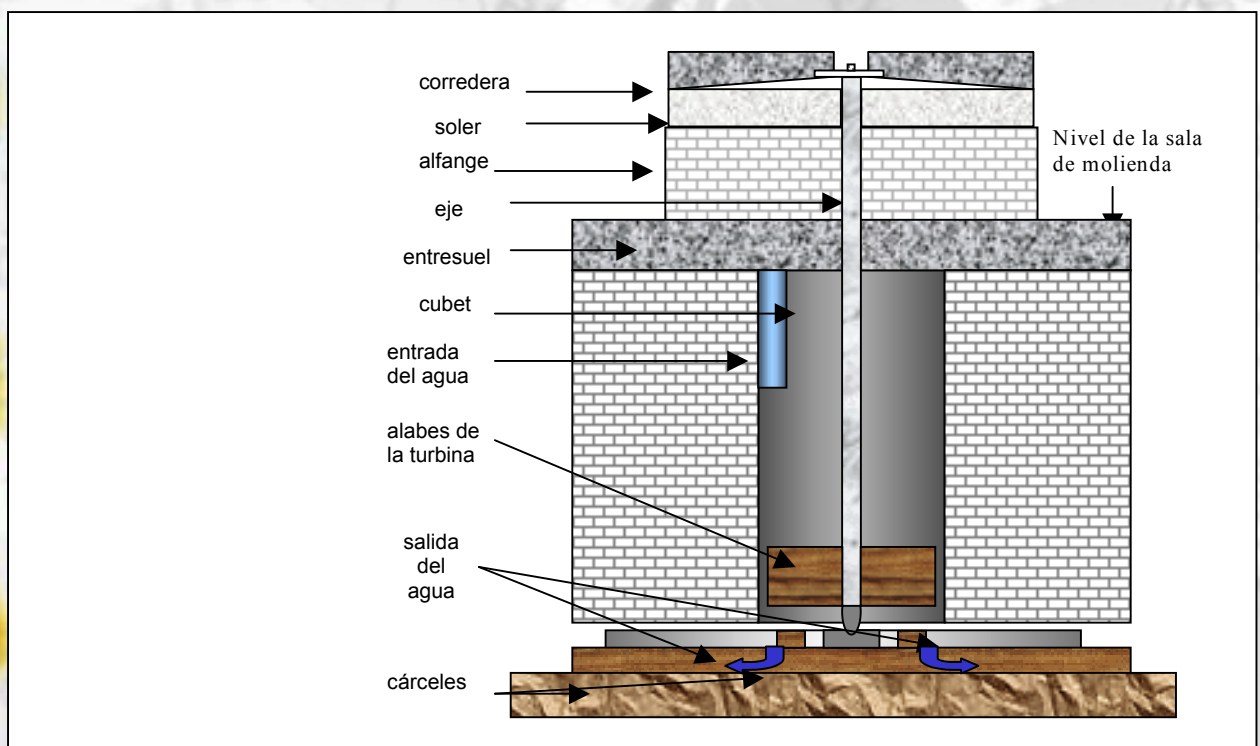 corredera
soler
alfange
eje
entresuel
cubet
entrada
del agua
alabes de
la turbina
salida
del
agua
cárceles
Nivel de la sala
de molienda